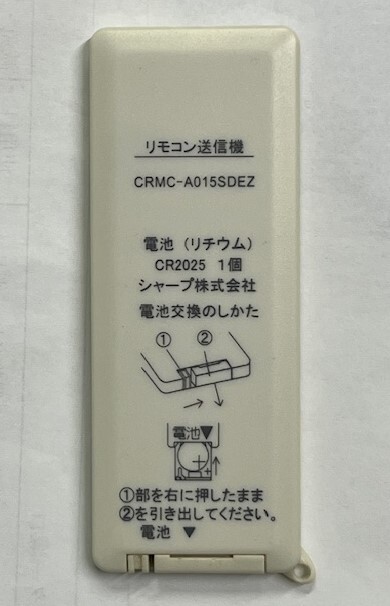 リモコン送信機
CRMC-A015SDEZ
電池（リチウム）
CR2025 1個
シャープ株式会社
電池交換のしかた
① ②
電池▼
①部を右に押したまま
②を引き出してください。
電池 ▼